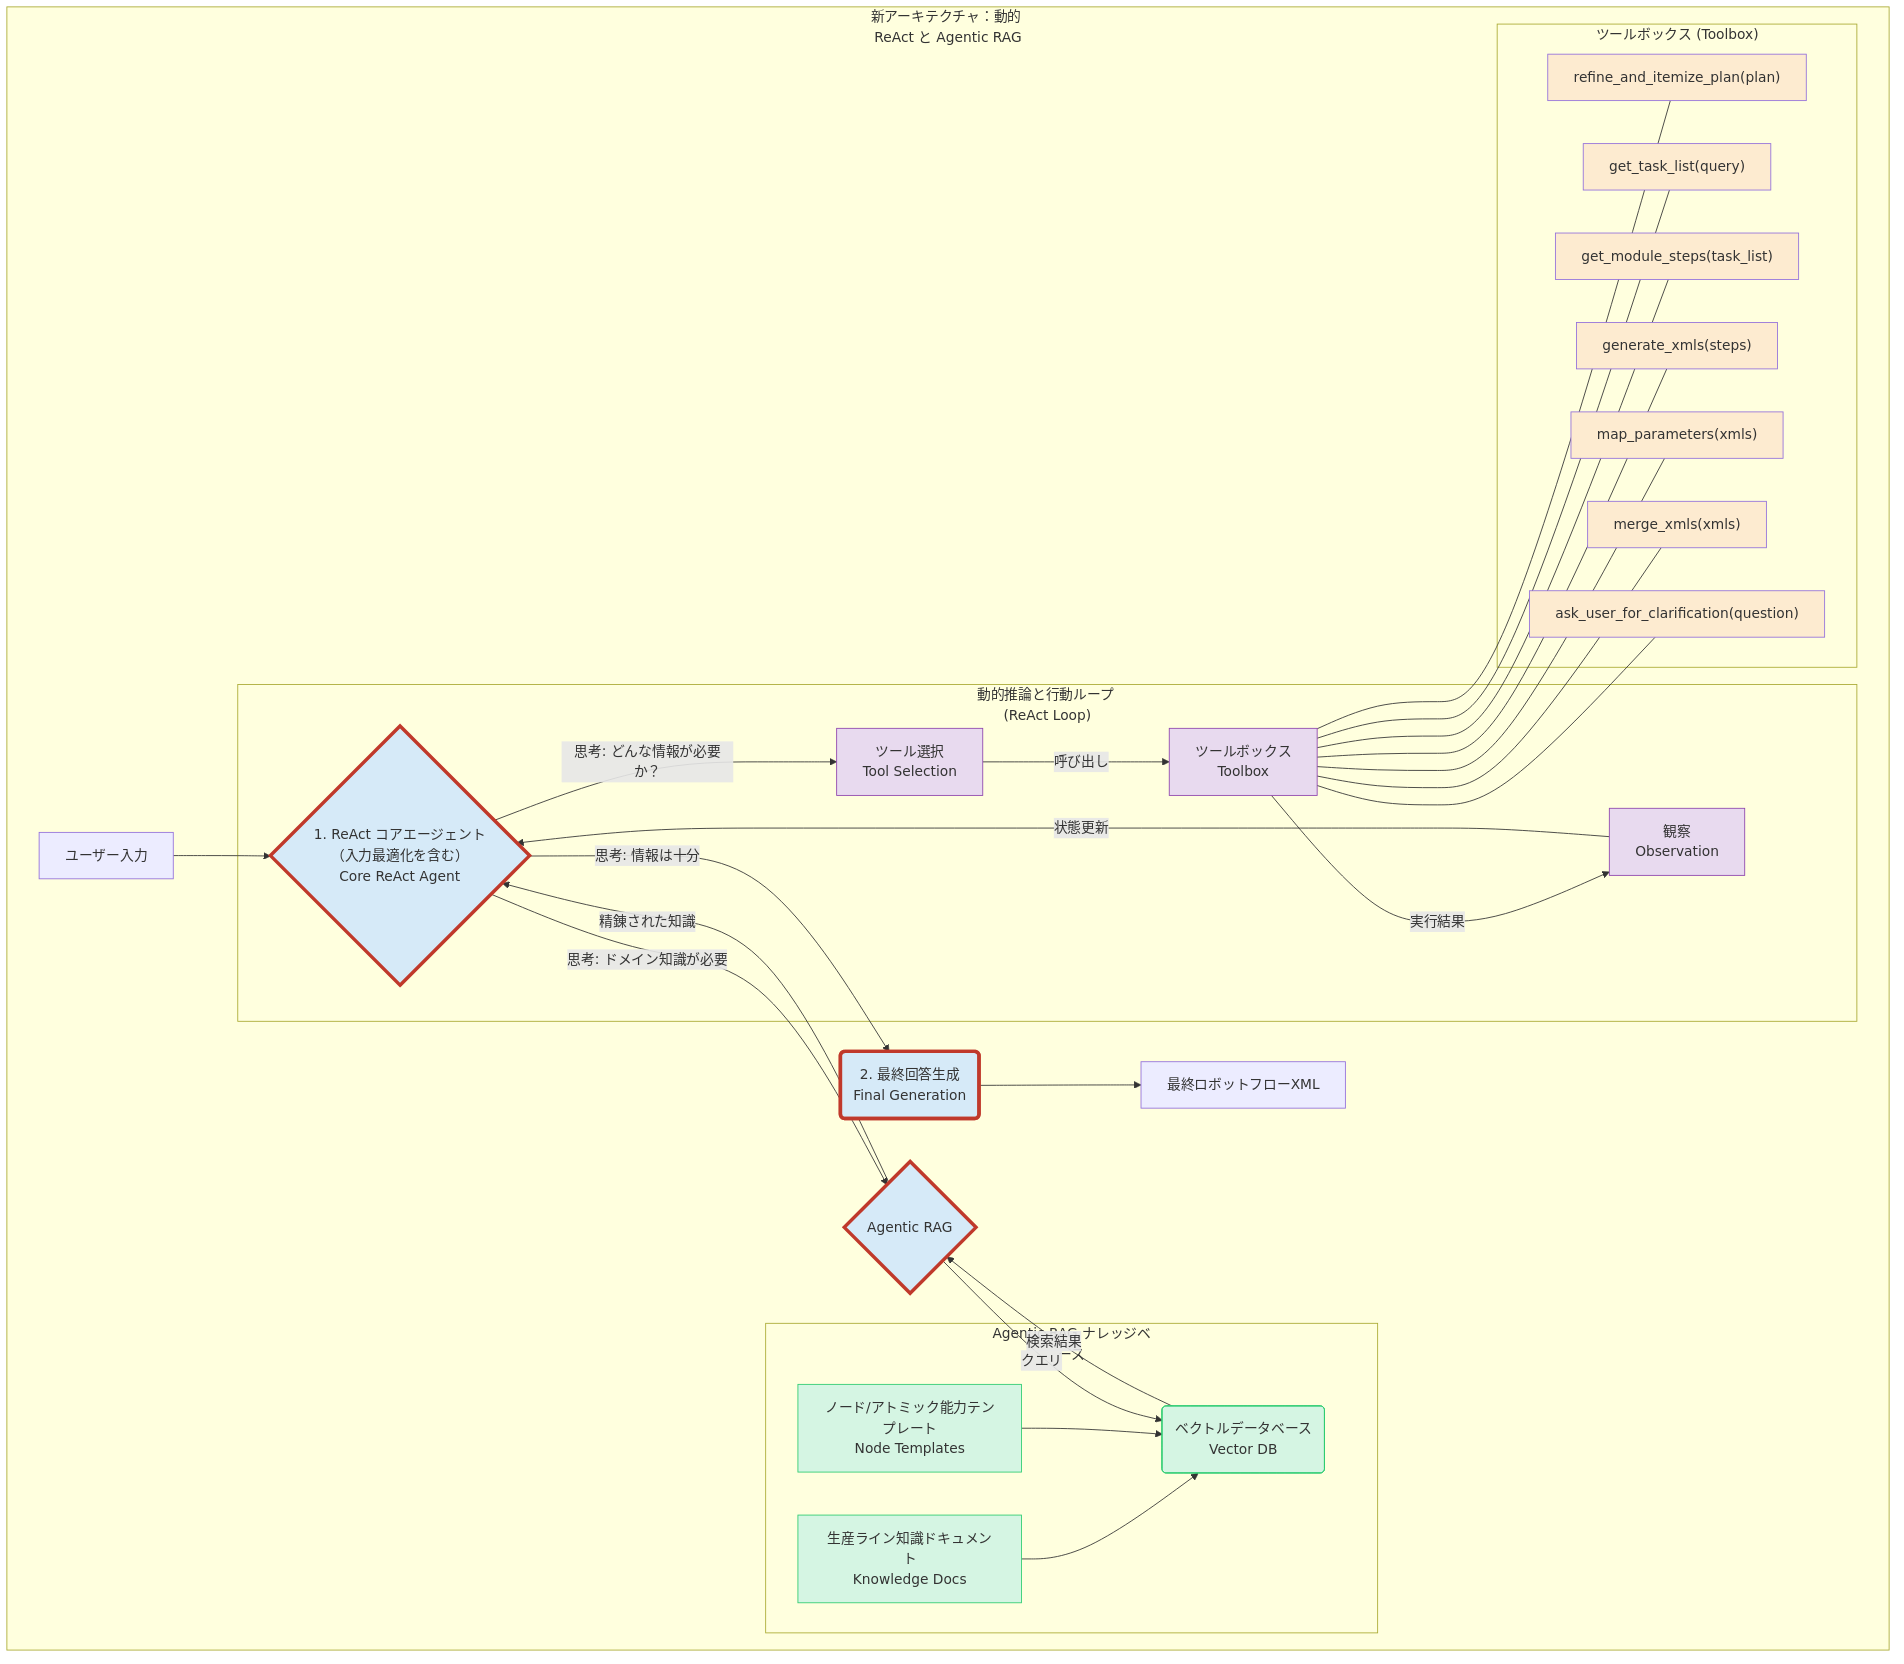 新アーキテクチャ：動的
ReAct と Agentic RAG
ツールボックス (Toolbox)
refine_and_itemize_plan(plan)
get_task_list(query)
get_module_steps(task_list)
generate_xmls(steps)
map_parameters(xmls)
merge_xmls(xmls)
ask_user_for_clarification(question)
動的推論と行動ループ
(ReAct Loop)
思考: どんな情報が必要
か？
ツール選択
Tool Selection
呼び出し
ツールボックス
Toolbox
状態更新
観察
Observation
ユーザー入力
1. ReAct コアエージェント
（入力最適化を含む）
Core ReAct Agent
思考: 情報は十分
精錬された知識
思考: ドメイン知識が必要
実行結果
2. 最終回答生成
Final Generation
最終ロボットフローXML
Agentic RAG
Agentic RAG ナレッジベ
検索結果
クエリ
ース
ノード/アトミック能力テン
プレート
Node Templates
ベクトルデータベース
Vector DB
生産ライン知識ドキュメン
ト
Knowledge Docs